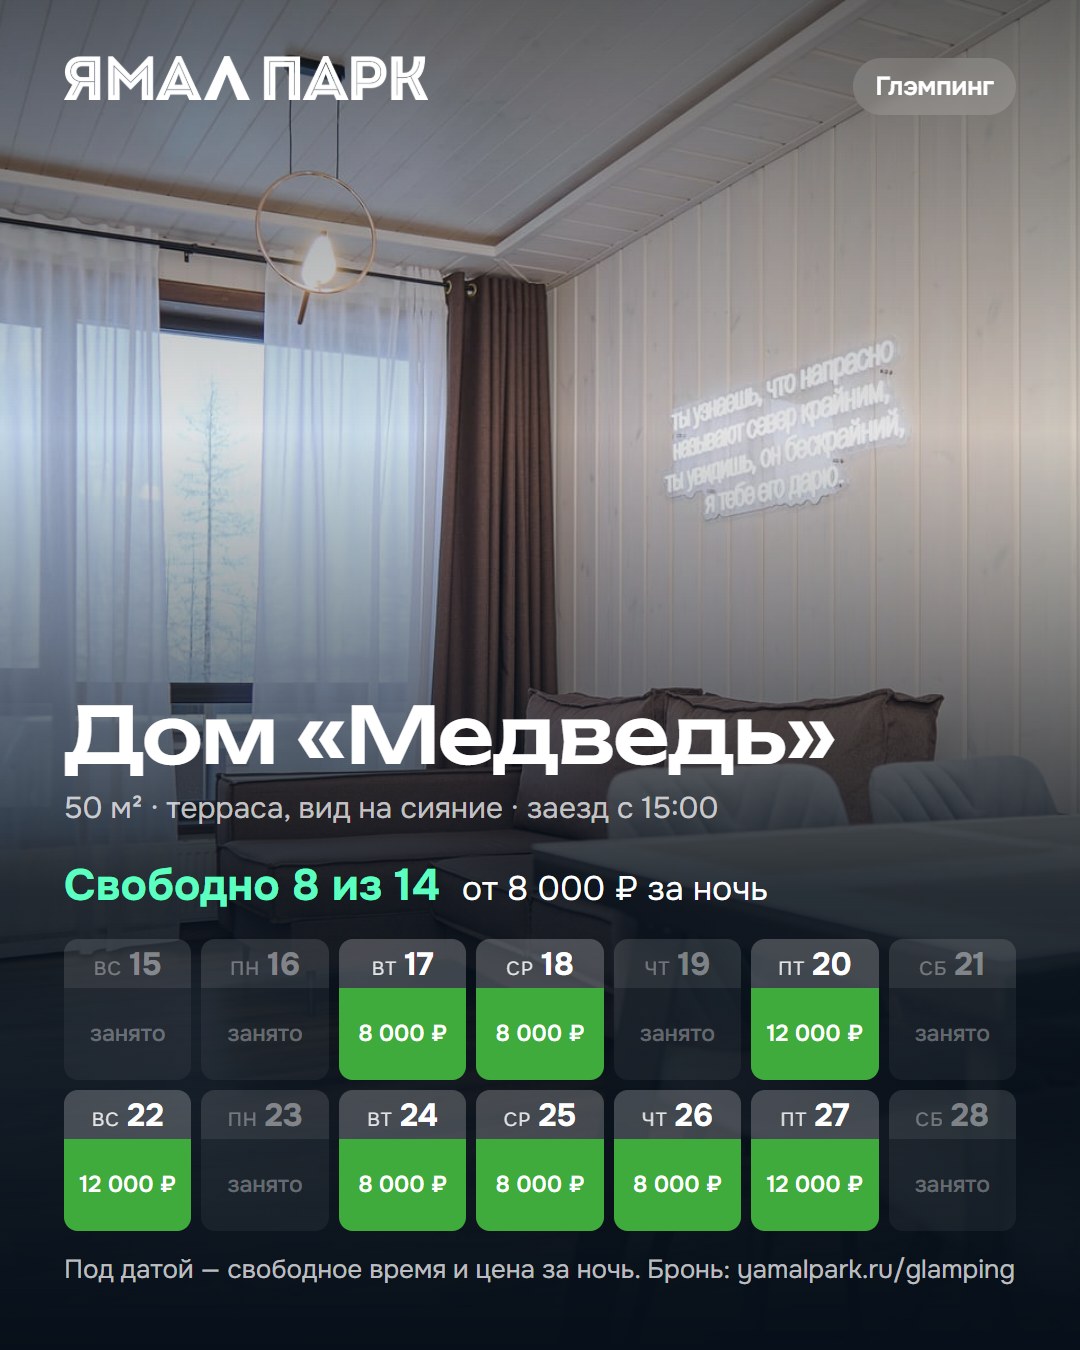 ЯМАЛ ПАРК
Глэмпинг
ты узнаешь, что напрасно
называют север крайним,
ты увидишь, он бескрайний,
я тебе его дарю.
Дом «Медведь»
50 м² · терраса, вид на сияние · заезд с 15:00
Свободно 8 из 14 от 8 000 ₽ за ночь
вс 15 пн 16 вт 17 ср 18 чт 19 пт 20 сб 21
занято занято 8 000 ₽ 8 000 ₽ занято 12 000 ₽ занято
вс 22 пн 23 вт 24 ср 25 чт 26 пт 27 сб 28
12 000 ₽ занято 8 000 ₽ 8 000 ₽ 8 000 ₽ 12 000 ₽ занято
Под датой — свободное время и цена за ночь. Бронь: yamalpark.ru/glamping